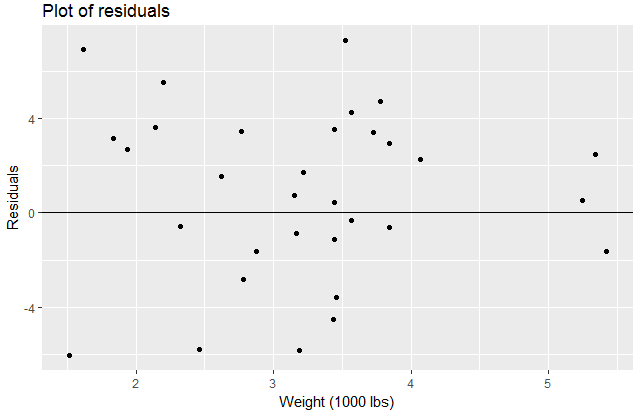 Plot of residuals
4
0
-4
Residuals
2
3
4
5
Weight (1000 lbs)